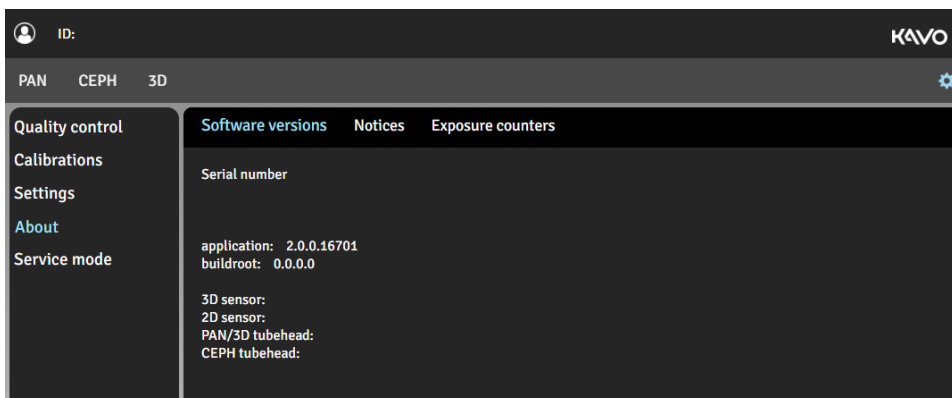 ID:
KAVO
PAN CEPH 3D
Quality control
Calibrations
Settings
About
Service mode
Software versions Notices Exposure counters
Serial number
application: 2.0.0.16701
buildroot: 0.0.0.0
3D sensor:
2D sensor:
PAN/3D tubehead:
CEPH tubehead: